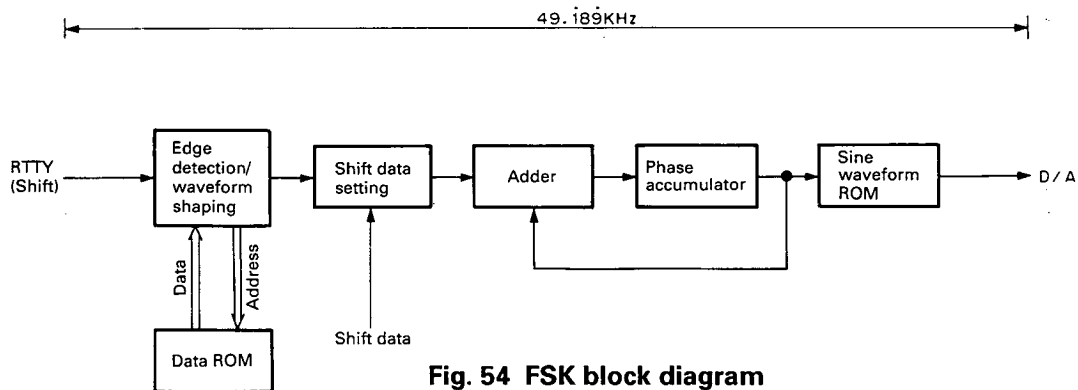 49.189KHz
RTTY
(Shift)
Edge
detection/
waveform
shaping
Shift data
setting
Adder
Phase
accumulator
Sine
waveform
ROM
D/A
Data
Address
Shift data
Data ROM
Fig. 54 FSK block diagram